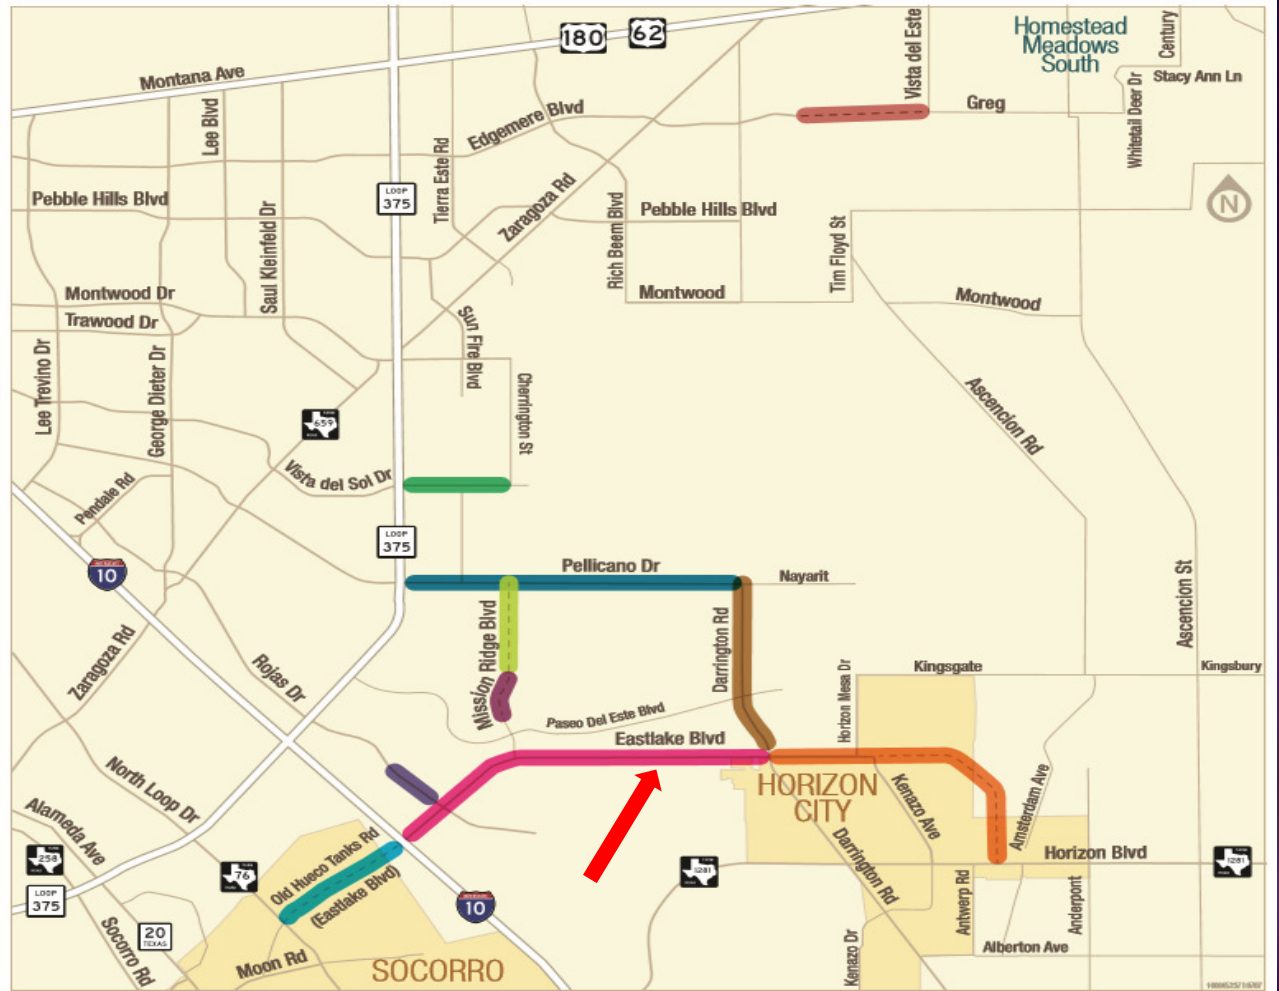 Homestead
Meadows
South
180
62
Century
Vista del Este
Montana Ave
Stacy Ann Ln
Greg
Whitetail Deer Dr
Lee Blvd
Edgemere Blvd
Tierra Este Rd
LOOP
375
N
Pebble Hills Blvd
Zaragoza Rd
Pebble Hills Blvd
Rich Beem Blvd
Tim Floyd St
Saul Kleinfeld Dr
Montwood Dr
Montwood
Montwood
Trawood Dr
Sun Fire Blvd
Lee Trevino Dr
George Dieter Dr
Cherrington St
Ascencion Rd
659
Vista del Sol Dr
Pendale Rd
LOOP
375
10
Pellicano Dr
Nayarit
Ascencion St
Mission Ridge Blvd
Darrington Rd
Zaragoza Rd
Rojas Dr
Kingsgate
Kingsbury
Horizon Mesa Dr
Paseo Del Este Blvd
Eastlake Blvd
HORIZON
CITY
North Loop Dr
Kenazo Ave
Amsterdam Ave
Alameda Ave
Old Hueco Tanks Rd
(Eastlake Blvd)
Darrington Rd
Horizon Blvd
258
76
1281
1281
LOOP
375
10
Antwerp Rd
Anderpont
20
TEXAS
Socorro Rd
Moon Rd
SOCORRO
Kenazo Dr
Alberton Ave